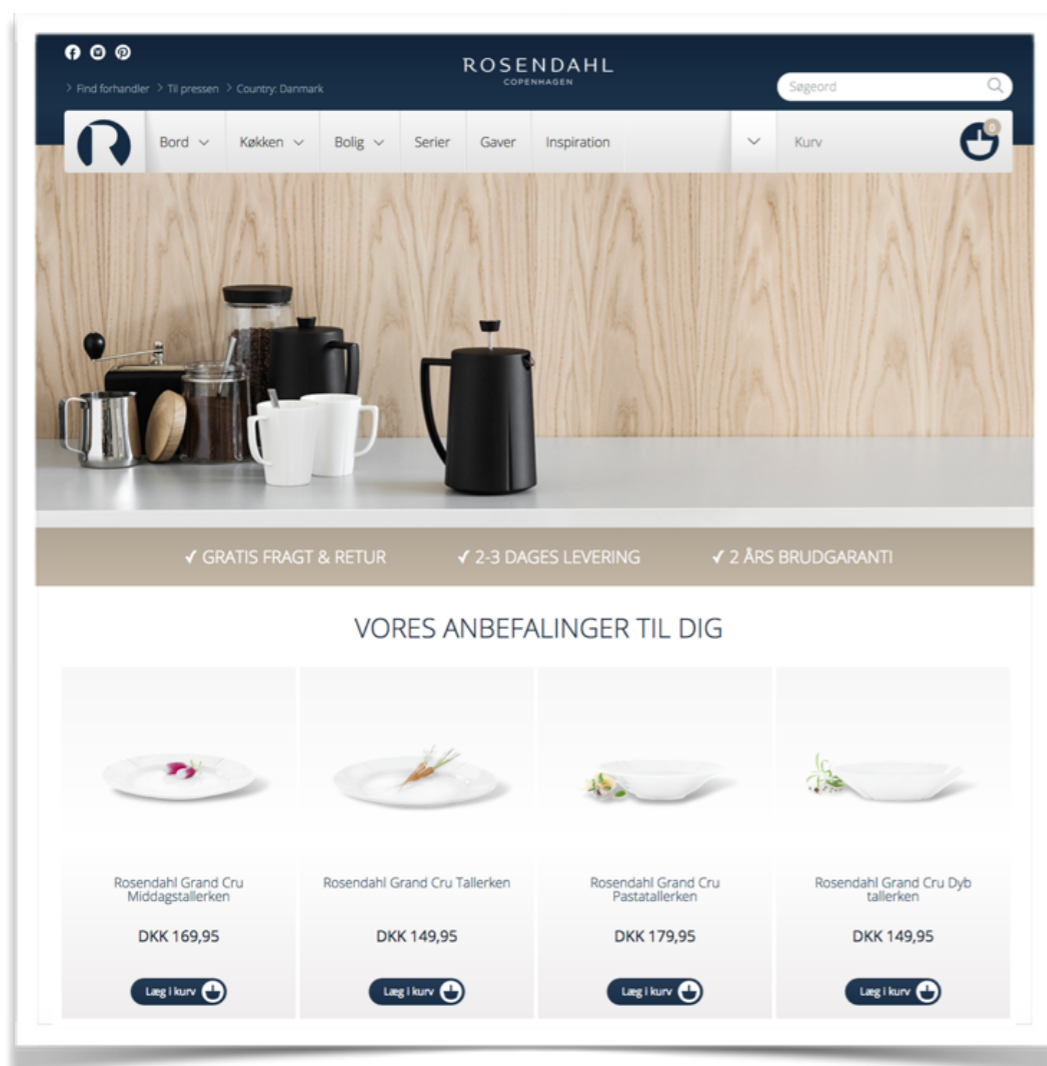 ROSENDAHL
COPENHAGEN
> Find forhandler > Til pressen > Country: Danmark
Søgeord
Bord Køkken Bolig Serier Gaver Inspiration Kurv 0
✓ GRATIS FRAGT & RETUR ✓ 2-3 DAGES LEVERING ✓ 2 ÅRS BRUDGARANTI
VORES ANBEFALINGER TIL DIG
Rosendahl Grand Cru
Middagstallerken
DKK 169,95
Læg i kurv
Rosendahl Grand Cru Tallerken
DKK 149,95
Læg i kurv
Rosendahl Grand Cru
Pastatallerken
DKK 179,95
Læg i kurv
Rosendahl Grand Cru Dyb
tallerken
DKK 149,95
Læg i kurv